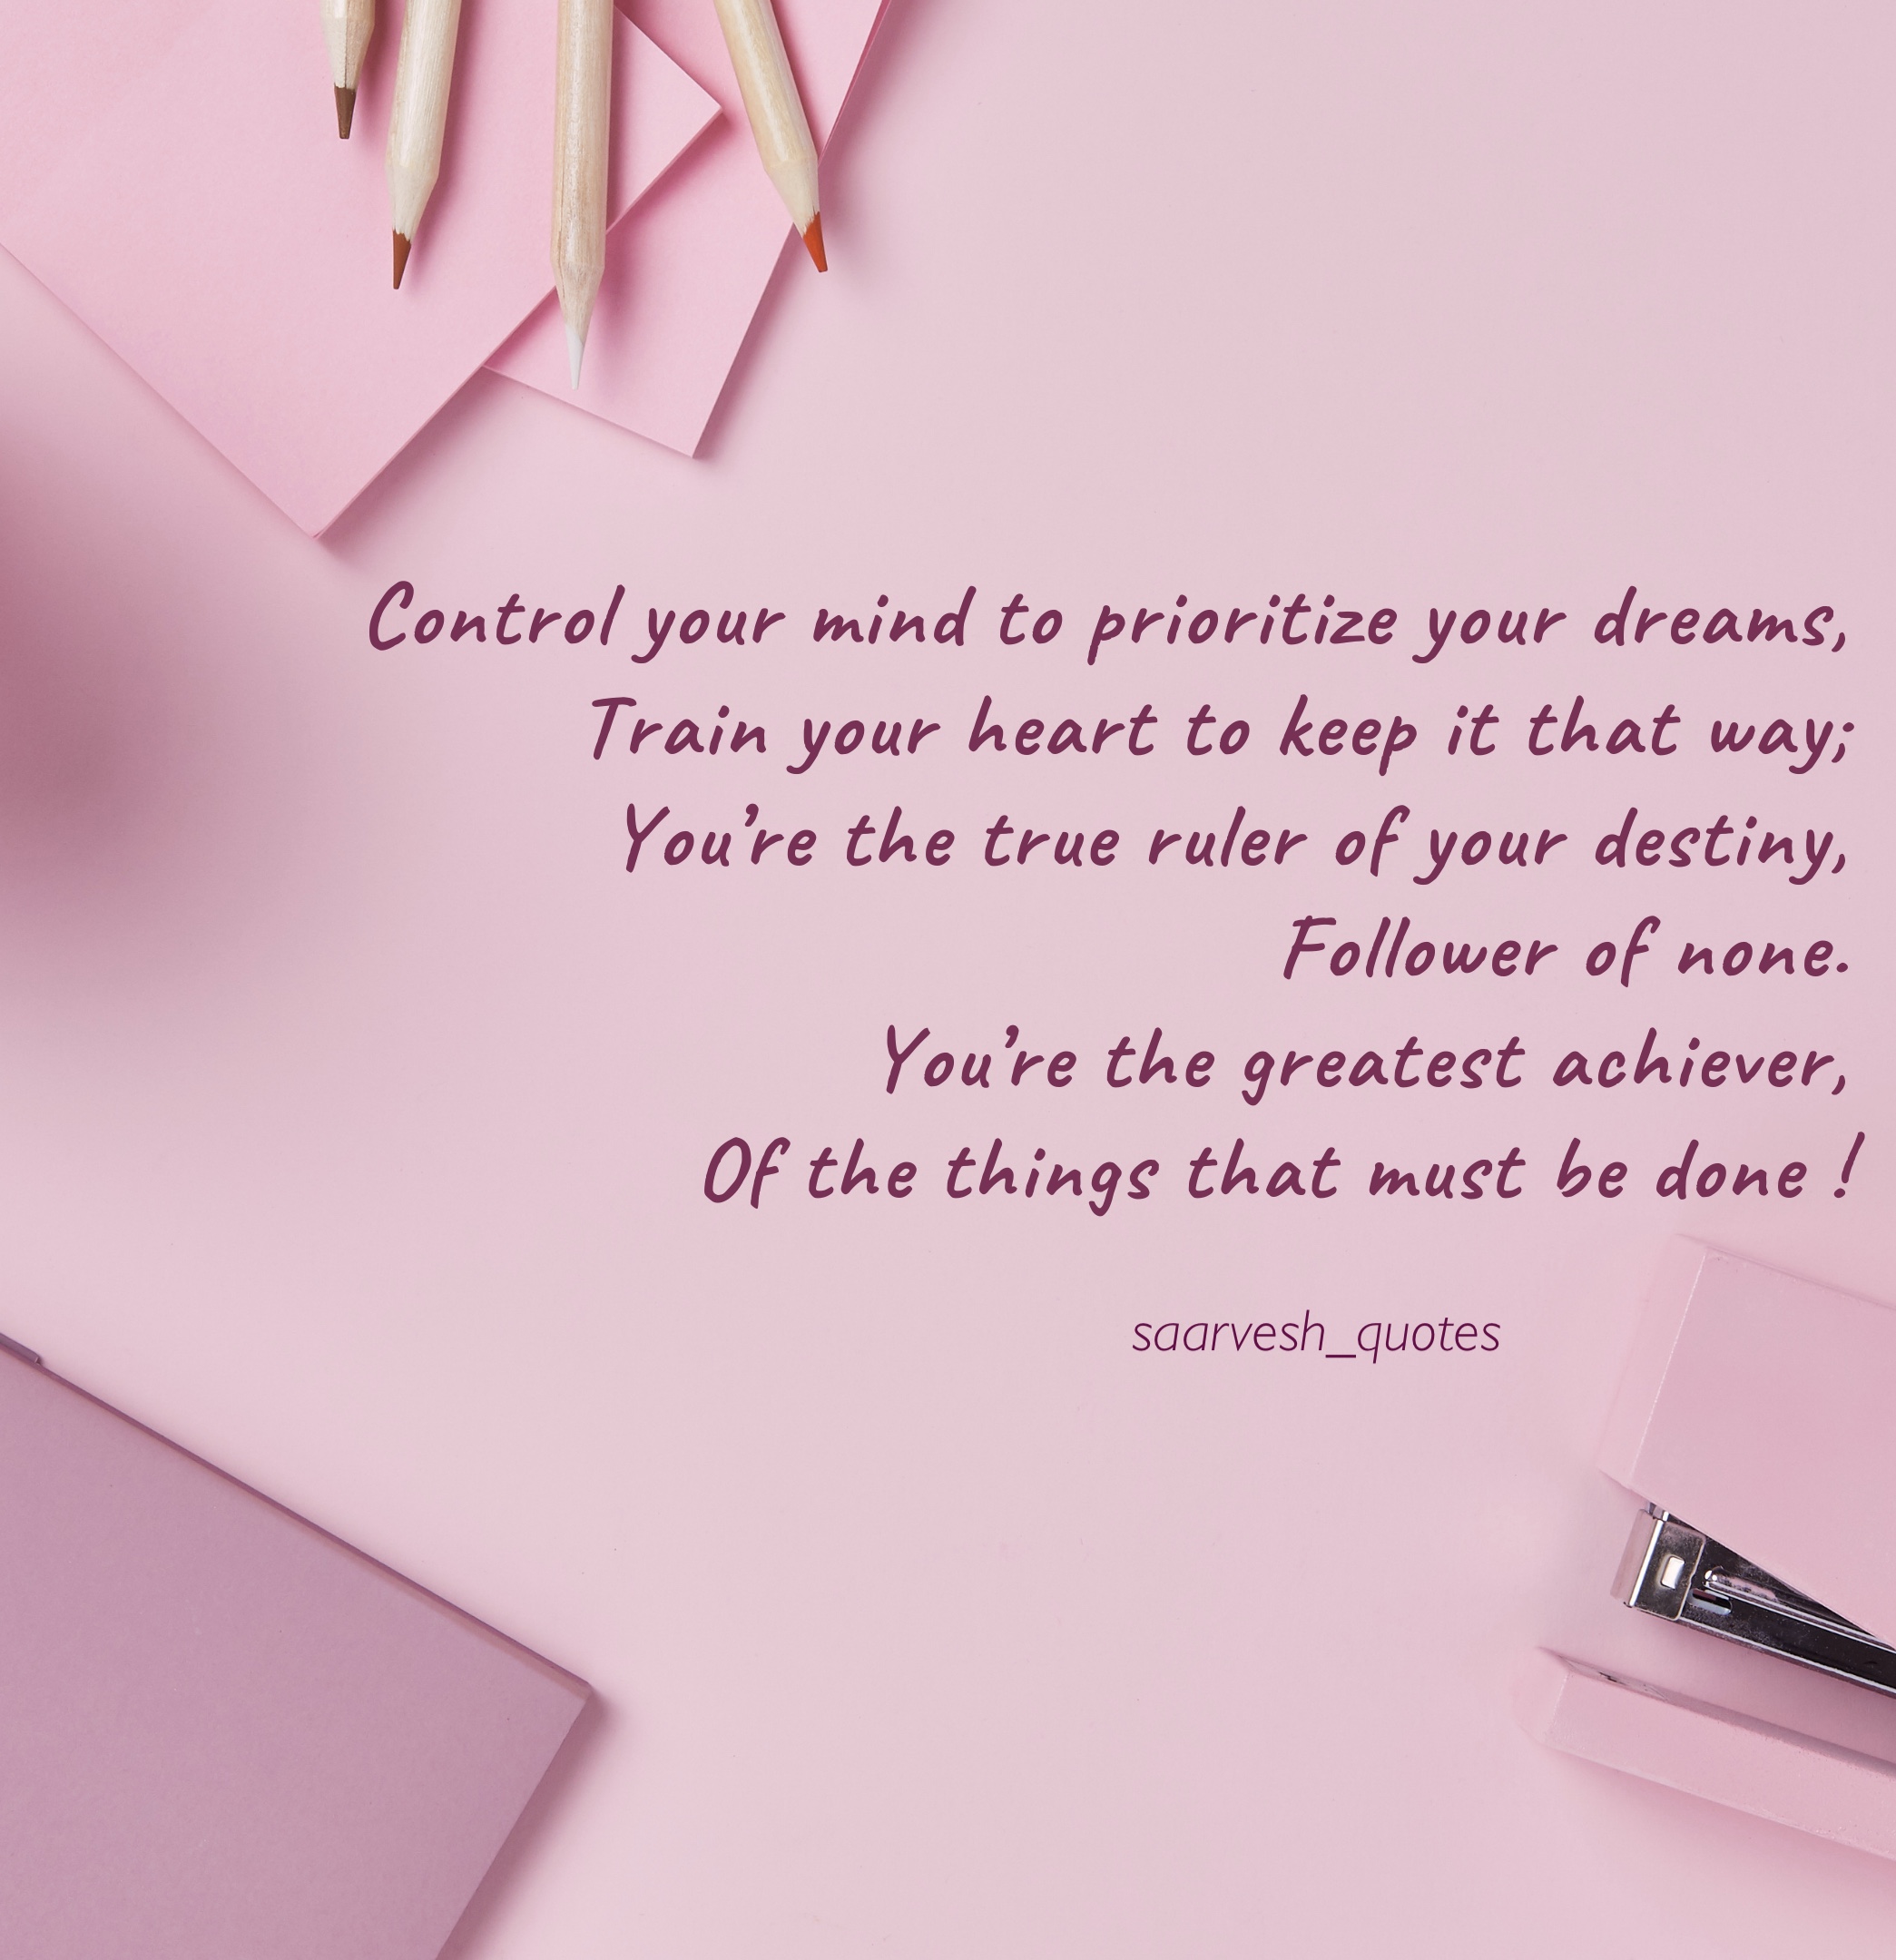 Control your mind to prioritize your dreams,
Train your heart to keep it that way;
You’re the true ruler of your destiny,
Follower of none.
You’re the greatest achiever,
Of the things that must be done !
saarvesh_quotes